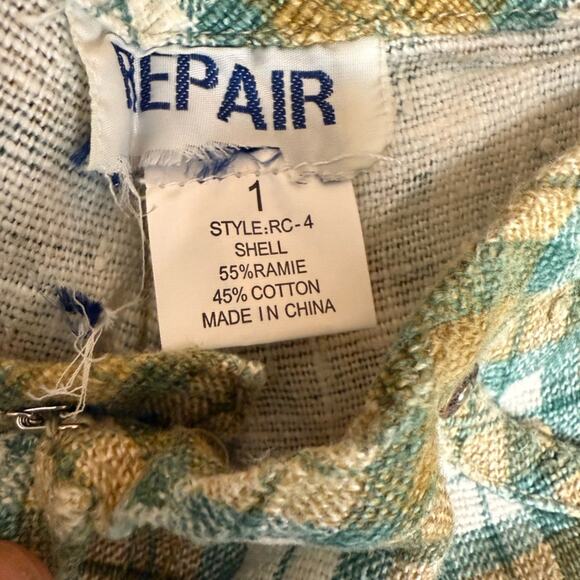 REPAIR
1
STYLE:RC-4
SHELL
55%RAMIE
45% COTTON
MADE IN CHINA